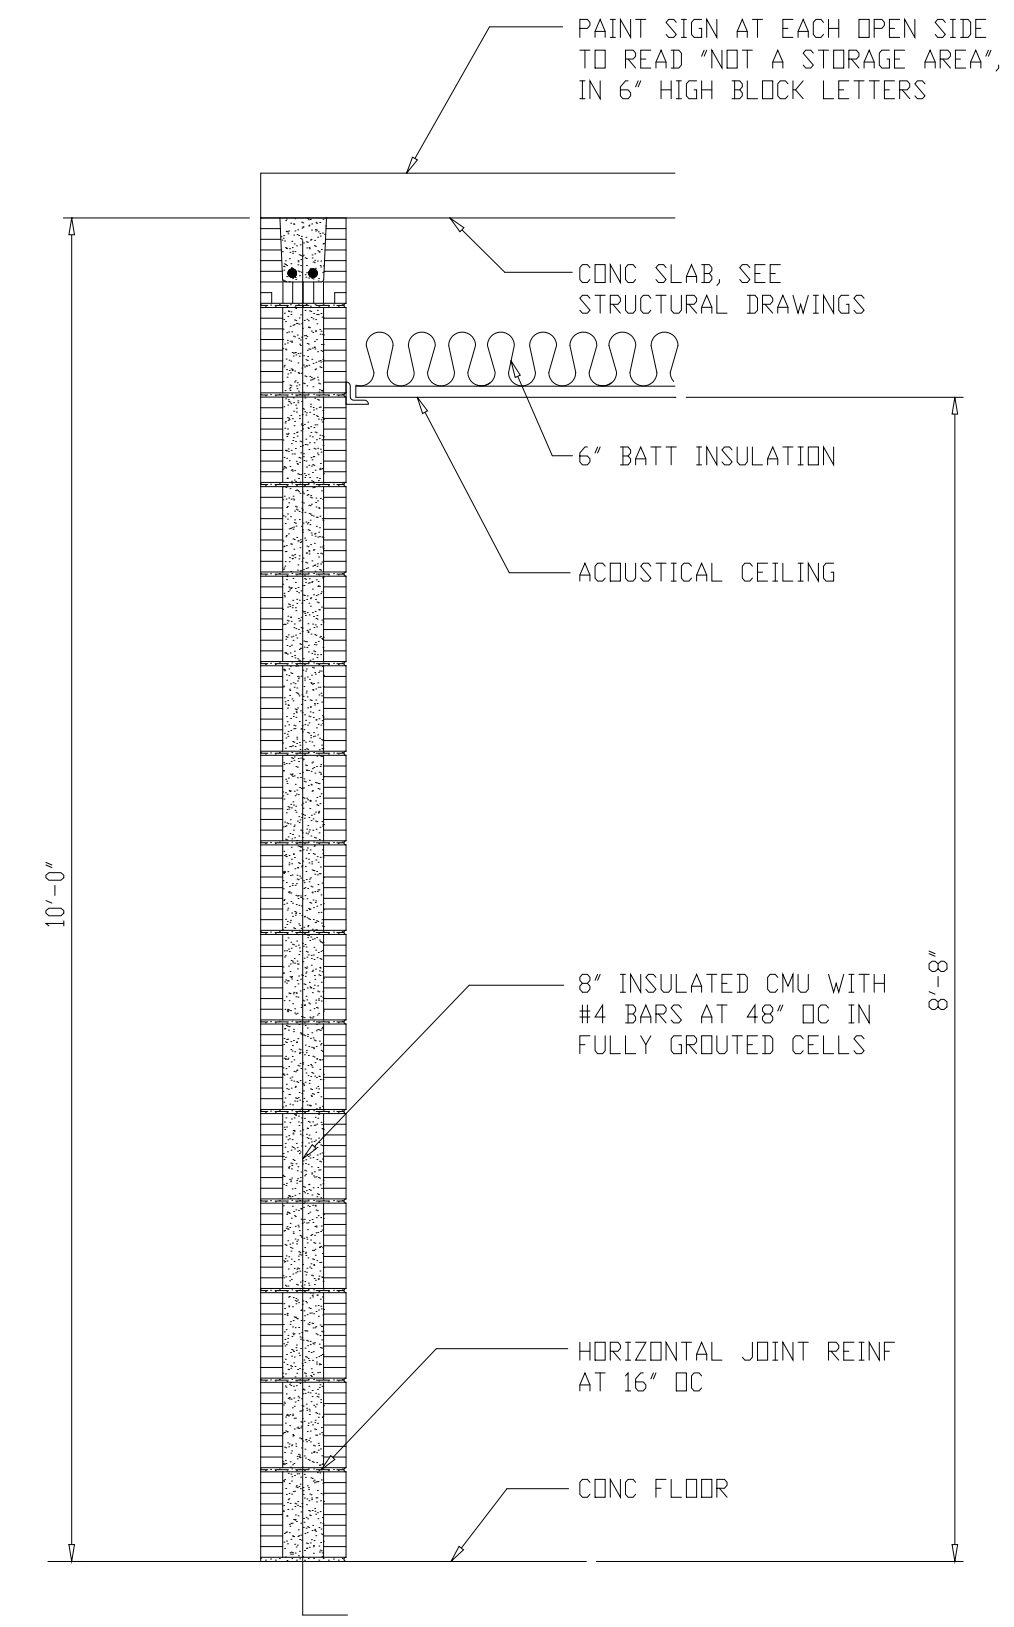 PAINT SIGN AT EACH OPEN SIDE
TO READ "NOT A STORAGE AREA",
IN 6" HIGH BLOCK LETTERS
CONC SLAB, SEE
STRUCTURAL DRAWINGS
6" BATT INSULATION
ACOUSTICAL CEILING
10'-0"
8'-8"
8" INSULATED CMU WITH
#4 BARS AT 48" OC IN
FULLY GROUTED CELLS
HORIZONTAL JOINT REINF
AT 16" OC
CONC FLOOR